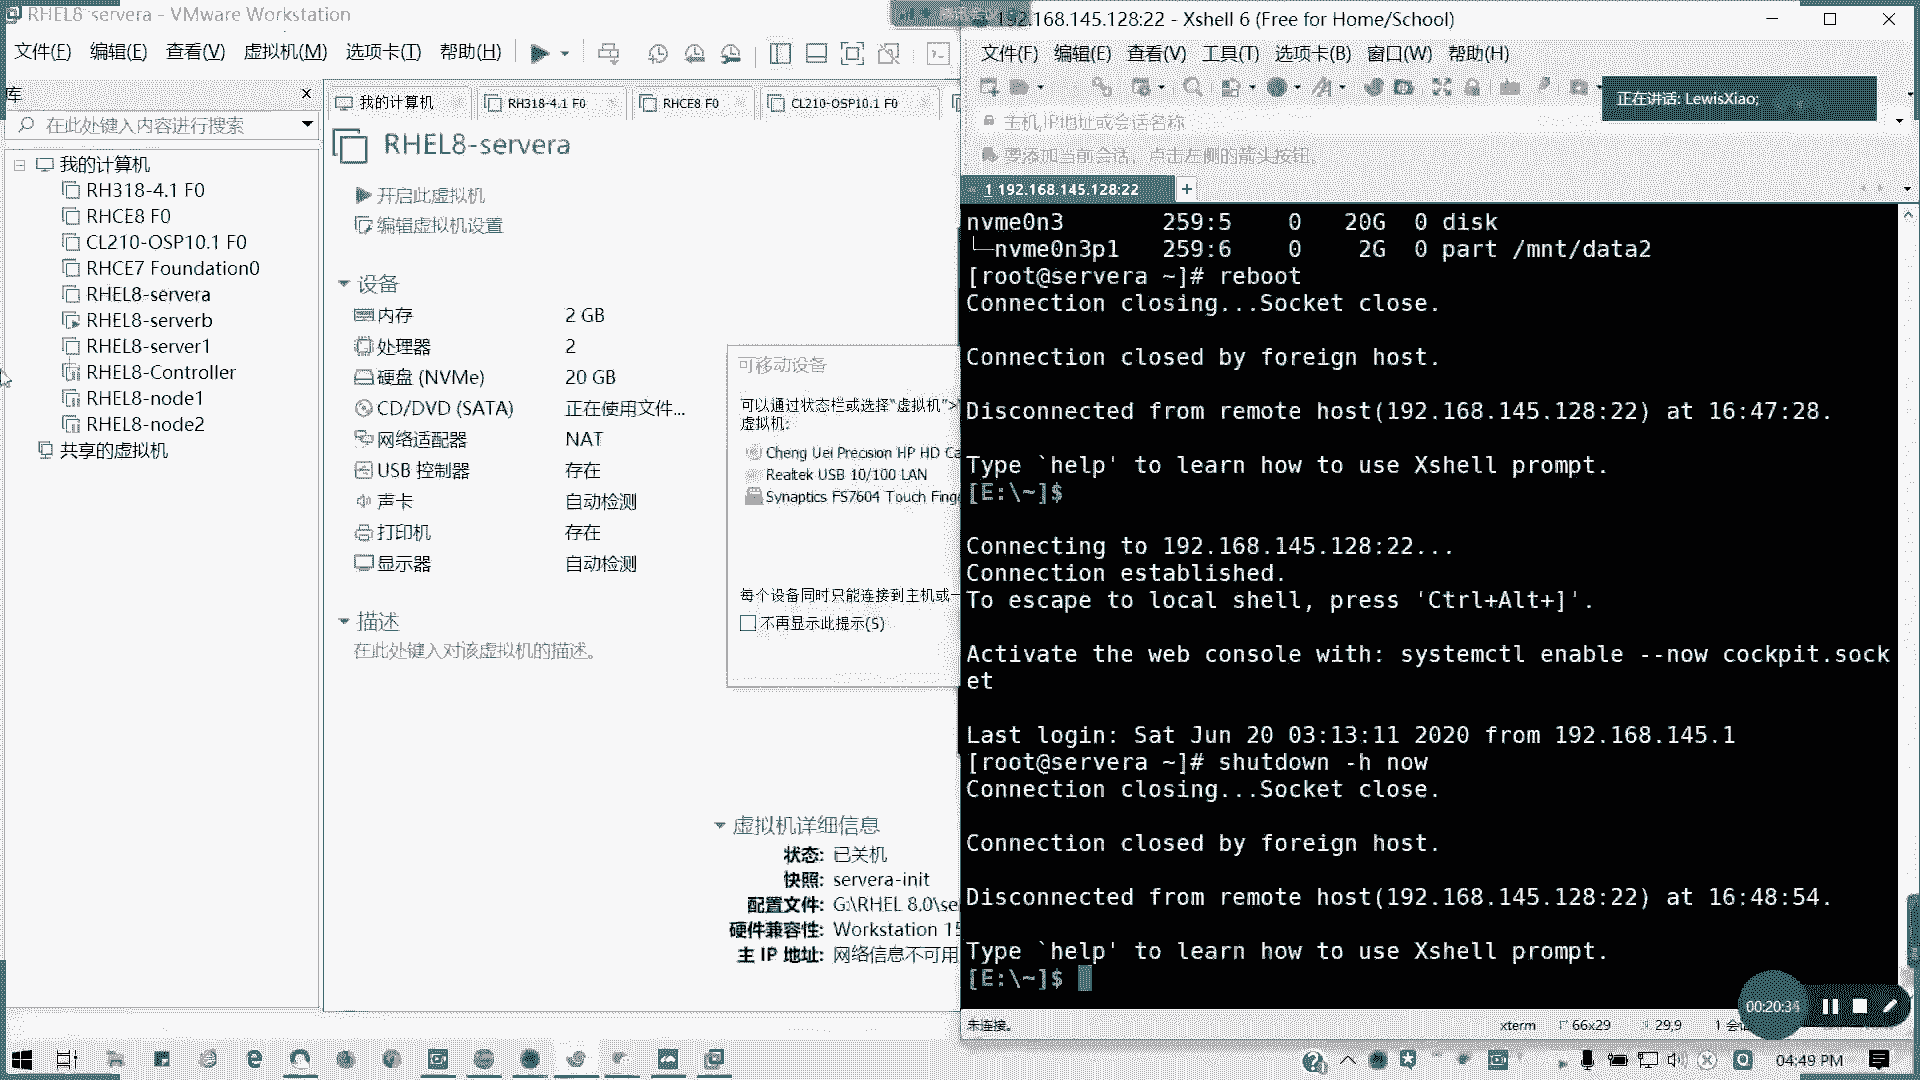 RHEL8-servera - VMware Workstation
文件(F) 编辑(E) 查看(V) 虚拟机(M) 选项卡(T) 帮助(H)
库
在此处键入内容进行搜索
我的计算机
RH318-4.1 F0
RHCE8 F0
CL210-OSP10.1 F0
RHCE7 Foundation0
RHEL8-servera
RHEL8-serverb
RHEL8-server1
RHEL8-Controller
RHEL8-node1
RHEL8-node2
共享的虚拟机
我的计算机 RH318-4.1 F0 RHCE8 F0 CL210-OSP10.1 F0
RHEL8-servera
开启此虚拟机
编辑虚拟机设置
设备
内存 2 GB
处理器 2
硬盘 (NVMe) 20 GB
CD/DVD (SATA) 正在使用文件...
网络适配器 NAT
USB 控制器 存在
声卡 自动检测
打印机 存在
显示器 自动检测
描述
在此处键入对该虚拟机的描述。
可移动设备
可以通过状态栏或选择“虚拟机”>
虚拟机:
Cheng Uei Precision HP HD Ca
Realtek USB 10/100 LAN
Synaptics FS7604 Touch Fing
每个设备同时只能连接到主机或一
不再显示此提示(S)
虚拟机详细信息
状态: 已关机
快照: servera-init
配置文件: G:\RHEL 8.0\se
硬件兼容性: Workstation 15
主 IP 地址: 网络信息不可用
192.168.145.128:22 - Xshell 6 (Free for Home/School)
文件(F) 编辑(E) 查看(V) 工具(T) 选项卡(B) 窗口(W) 帮助(H)
正在讲话: LewisXiao;
主机,IP地址或会话名称
要添加当前会话，点击左侧的箭头按钮。
1 192.168.145.128:22
nvme0n3 259:5 0 20G 0 disk
└─nvme0n3p1 259:6 0 2G 0 part /mnt/data2
[root@servera ~]# reboot
Connection closing...Socket close.
Connection closed by foreign host.
Disconnected from remote host(192.168.145.128:22) at 16:47:28.
Type `help' to learn how to use Xshell prompt.
[E:\~]$
Connecting to 192.168.145.128:22...
Connection established.
To escape to local shell, press 'Ctrl+Alt+]'.
Activate the web console with: systemctl enable --now cockpit.sock
et
Last login: Sat Jun 20 03:13:11 2020 from 192.168.145.1
[root@servera ~]# shutdown -h now
Connection closing...Socket close.
Connection closed by foreign host.
Disconnected from remote host(192.168.145.128:22) at 16:48:54.
Type `help' to learn how to use Xshell prompt.
[E:\~]$
00:20:34
未连接。 xterm 66x29 29,9 1 会
04:49 PM